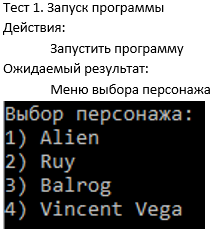 Тест 1. Запуск программы
Действия:
Запустить программу
Ожидаемый результат:
Меню выбора персонажа
Выбор персонажа:
1) Alien
2) Ruy
3) Balrog
4) Vincent Vega